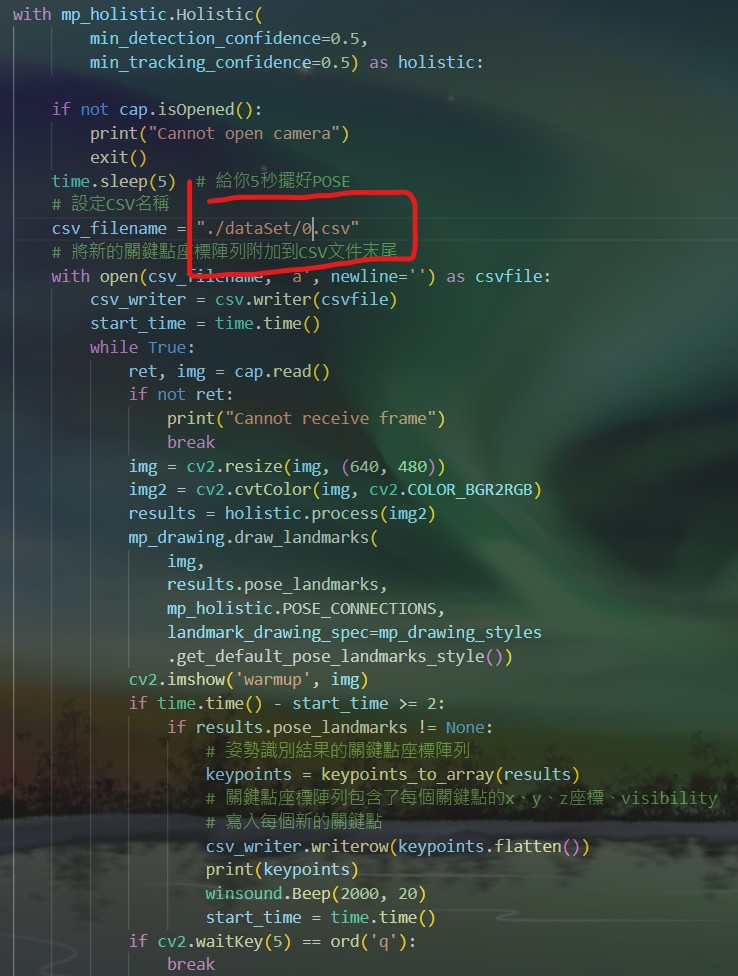 with mp_holistic.Holistic(
        min_detection_confidence=0.5,
        min_tracking_confidence=0.5) as holistic:

    if not cap.isOpened():
        print("Cannot open camera")
        exit()
    time.sleep(5)  # 給你5秒擺好POSE
    # 設定CSV名稱
    csv_filename = "./dataSet/0.csv"
    # 將新的關鍵點座標陣列附加到CSV文件末尾
    with open(csv_filename, 'a', newline='') as csvfile:
        csv_writer = csv.writer(csvfile)
        start_time = time.time()
        while True:
            ret, img = cap.read()
            if not ret:
                print("Cannot receive frame")
                break
            img = cv2.resize(img, (640, 480))
            img2 = cv2.cvtColor(img, cv2.COLOR_BGR2RGB)
            results = holistic.process(img2)
            mp_drawing.draw_landmarks(
                img,
                results.pose_landmarks,
                mp_holistic.POSE_CONNECTIONS,
                landmark_drawing_spec=mp_drawing_styles
                .get_default_pose_landmarks_style())
            cv2.imshow('warmup', img)
            if time.time() - start_time >= 2:
                if results.pose_landmarks != None:
                    # 姿勢識別結果的關鍵點座標陣列
                    keypoints = keypoints_to_array(results)
                    # 關鍵點座標陣列包含了每個關鍵點的x、y、z座標、visibility
                    # 寫入每個新的關鍵點
                    csv_writer.writerow(keypoints.flatten())
                    print(keypoints)
                    winsound.Beep(2000, 20)
                    start_time = time.time()
            if cv2.waitKey(5) == ord('q'):
                break